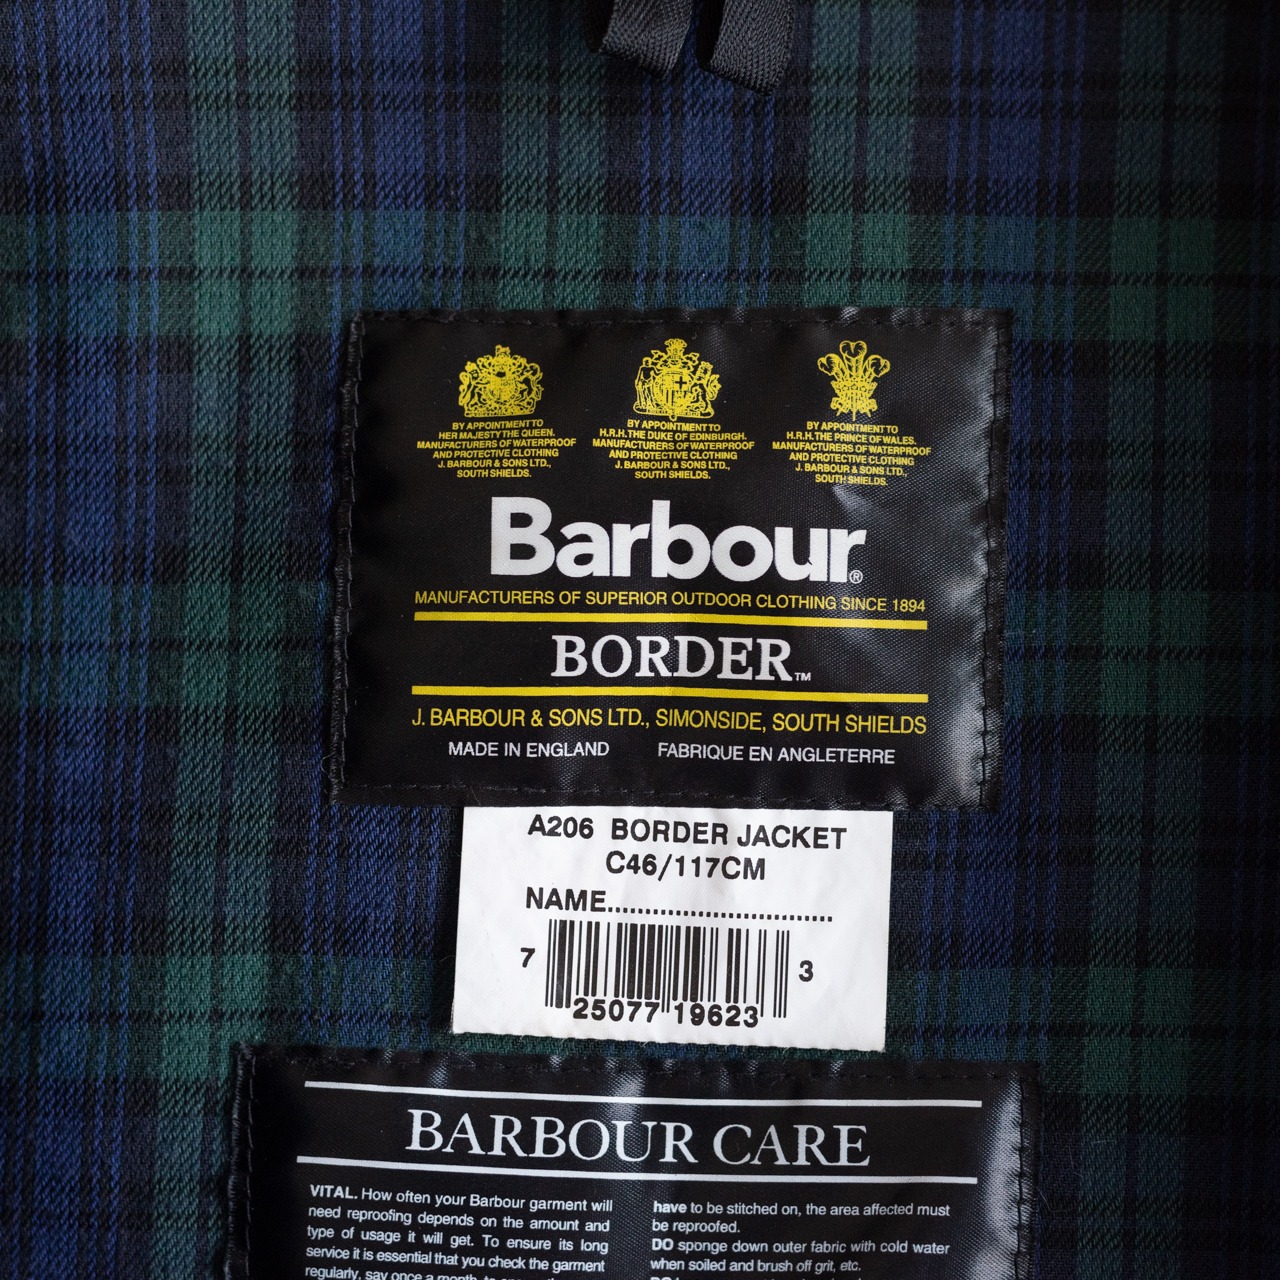 BY APPOINTMENT TO
HER MAJESTY THE QUEEN.
MANUFACTURERS OF WATERPROOF
AND PROTECTIVE CLOTHING
J. BARBOUR & SONS LTD.,
SOUTH SHIELDS.
BY APPOINTMENT TO
H.R.H. THE DUKE OF EDINBURGH.
MANUFACTURERS OF WATERPROOF
AND PROTECTIVE CLOTHING
J. BARBOUR & SONS LTD.,
SOUTH SHIELDS.
BY APPOINTMENT TO
H.R.H. THE PRINCE OF WALES.
MANUFACTURERS OF WATERPROOF
AND PROTECTIVE CLOTHING
J. BARBOUR & SONS LTD.,
SOUTH SHIELDS.
Barbour®
MANUFACTURERS OF SUPERIOR OUTDOOR CLOTHING SINCE 1894
BORDER™
J. BARBOUR & SONS LTD., SIMONSIDE, SOUTH SHIELDS
MADE IN ENGLAND FABRIQUE EN ANGLETERRE
A206 BORDER JACKET
C46/117CM
NAME..............................
7 25077 19623 3
BARBOUR CARE
VITAL. How often your Barbour garment will
need reproofing depends on the amount and
type of usage it will get. To ensure its long
service it is essential that you check the garment
regularly, say once a month, to
have to be stitched on, the area affected must
be reproofed.
DO sponge down outer fabric with cold water
when soiled and brush off grit, etc.